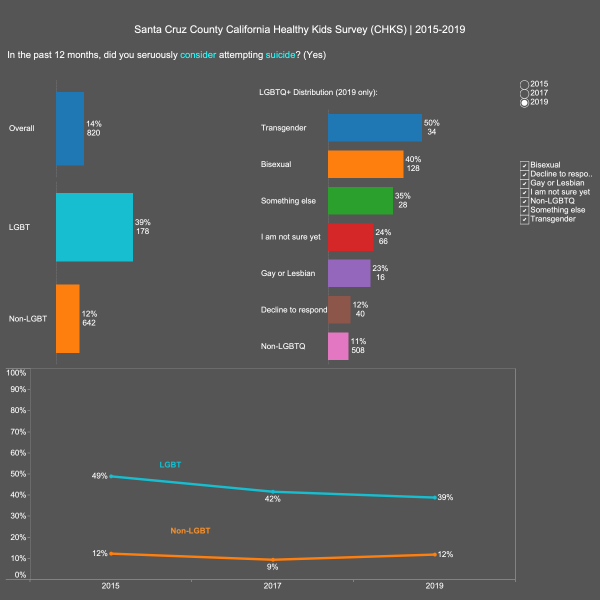 Santa Cruz County California Healthy Kids Survey (CHKS) | 2015-2019
In the past 12 months, did you seruously consider attempting suicide? (Yes)
Overall
14%
820
LGBT
39%
178
Non-LGBT
12%
642
LGBTQ+ Distribution (2019 only):
Transgender
50%
34
Bisexual
40%
128
Something else
35%
28
I am not sure yet
24%
66
Gay or Lesbian
23%
16
Decline to respond
12%
40
Non-LGBTQ
11%
508
2015
2017
2019
Bisexual
Decline to respo..
Gay or Lesbian
I am not sure yet
Non-LGBTQ
Something else
Transgender
100%
90%
80%
70%
60%
50%
40%
30%
20%
10%
0%
LGBT
49%
42%
39%
Non-LGBT
12%
9%
12%
2015
2017
2019